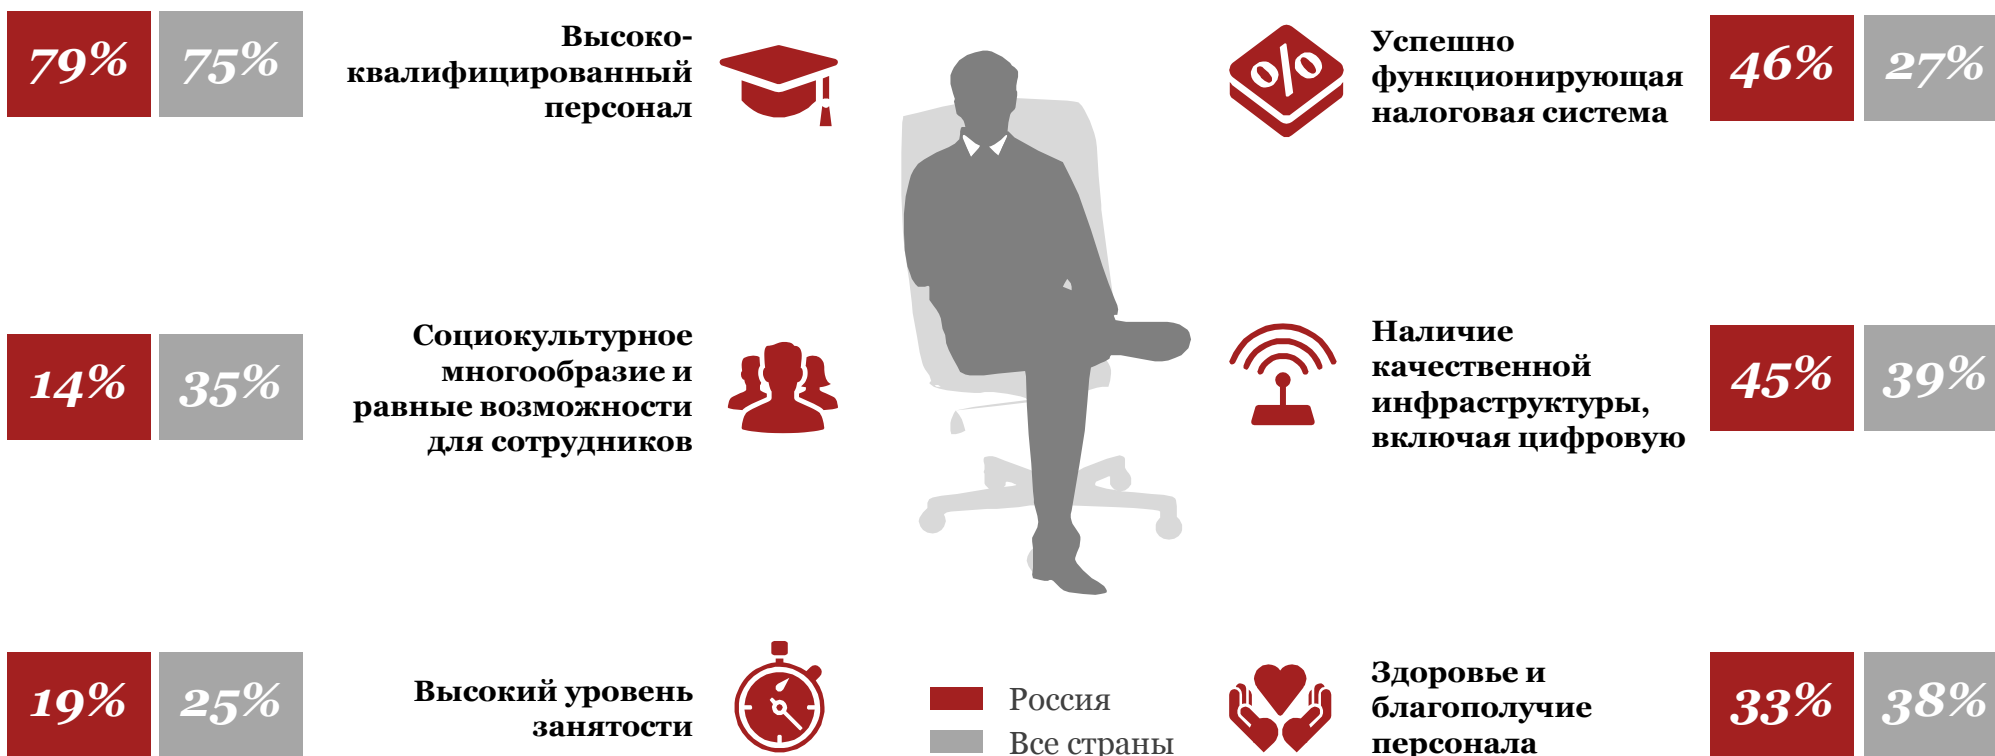 79% 75%
Высоко-
квалифицированный
персонал
%
Успешно
функционирующая
налоговая система
46% 27%
14% 35%
Социокультурное
многообразие и
равные возможности
для сотрудников
Наличие
качественной
инфраструктуры,
включая цифровую
45% 39%
19% 25%
Высокий уровень
занятости
Россия
Все страны
Здоровье и
благополучие
персонала
33% 38%